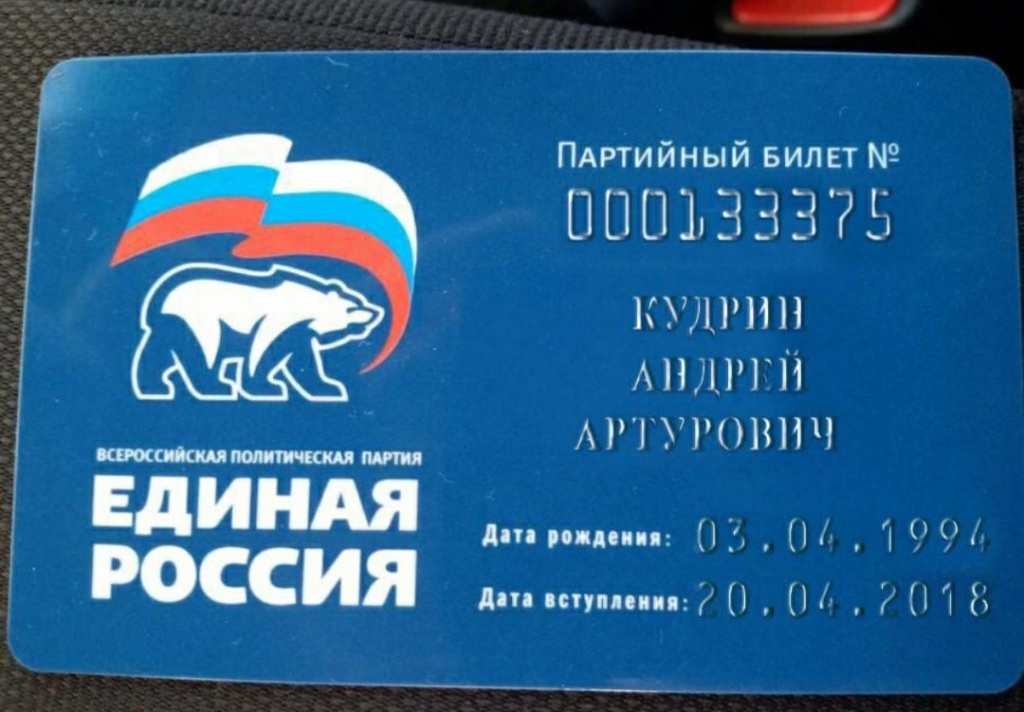 ВСЕРОССИЙСКАЯ ПОЛИТИЧЕСКАЯ ПАРТИЯ
ЕДИНАЯ
РОССИЯ
ПАРТИЙНЫЙ БИЛЕТ №
000133375
КУДРИН
АНДРЕЙ
АРТУРОВИЧ
Дата рождения: 03.04.1994
Дата вступления: 20.04.2018